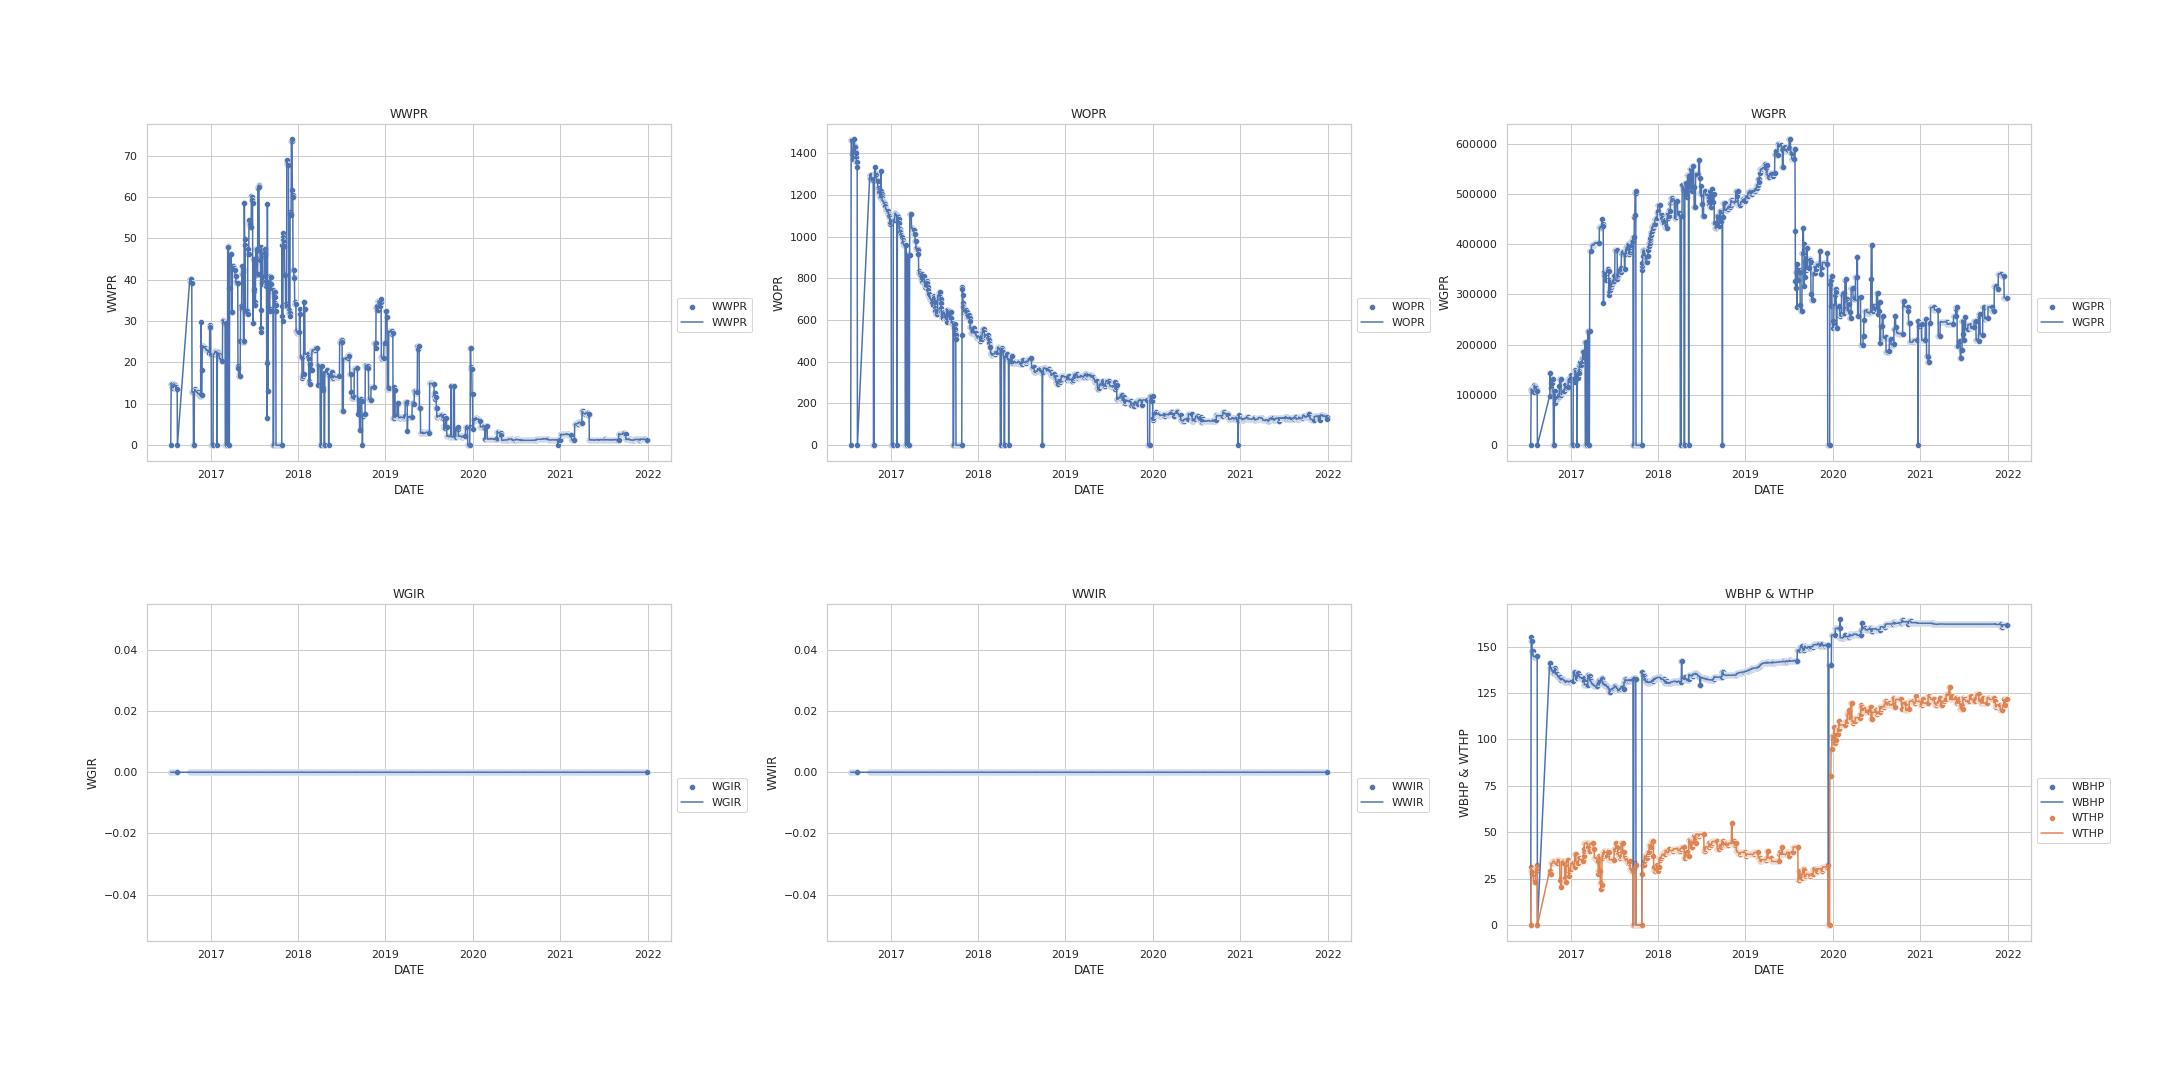 WWPR
WWPR
70
60
50
40
30
20
10
0
2017 2018 2019 2020 2021 2022
DATE
WWPR
WWPR
WOPR
WOPR
1400
1200
1000
800
600
400
200
0
2017 2018 2019 2020 2021 2022
DATE
WOPR
WOPR
WGPR
WGPR
600000
500000
400000
300000
200000
100000
0
2017 2018 2019 2020 2021 2022
DATE
WGPR
WGPR
WGIR
WGIR
0.04
0.02
0.00
−0.02
−0.04
2017 2018 2019 2020 2021 2022
DATE
WGIR
WGIR
WWIR
WWIR
0.04
0.02
0.00
−0.02
−0.04
2017 2018 2019 2020 2021 2022
DATE
WWIR
WWIR
WBHP & WTHP
WBHP & WTHP
150
125
100
75
50
25
0
2017 2018 2019 2020 2021 2022
DATE
WBHP
WBHP
WTHP
WTHP